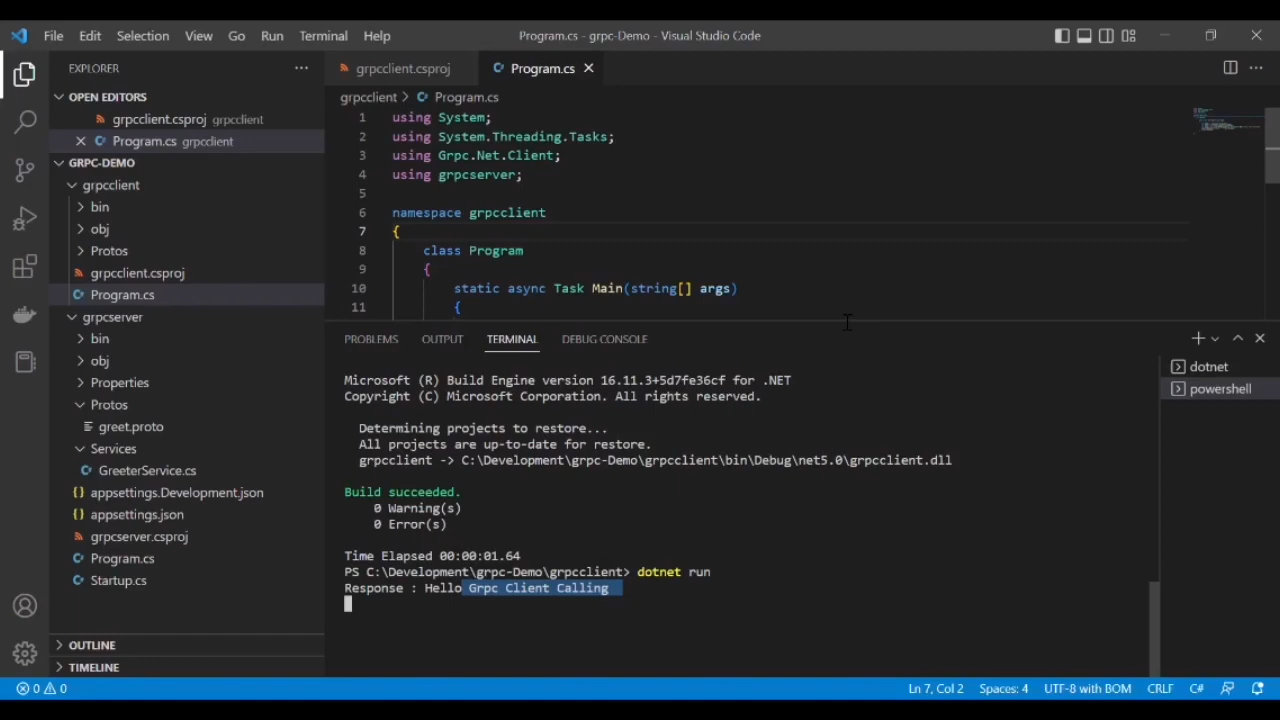 File Edit Selection View Go Run Terminal Help
Program.cs - grpc-Demo - Visual Studio Code
EXPLORER
OPEN EDITORS
grpcclient.csproj grpcclient
Program.cs grpcclient
GRPC-DEMO
grpcclient
bin
obj
Protos
grpcclient.csproj
Program.cs
grpcserver
bin
obj
Properties
Protos
greet.proto
Services
GreeterService.cs
appsettings.Development.json
appsettings.json
grpcserver.csproj
Program.cs
Startup.cs
OUTLINE
TIMELINE
grpcclient.csproj
Program.cs
grpcclient > Program.cs
1 using System;
2 using System.Threading.Tasks;
3 using Grpc.Net.Client;
4 using grpcserver;
5
6 namespace grpcclient
7 {
8 class Program
9 {
10 static async Task Main(string[] args)
11 {
PROBLEMS OUTPUT TERMINAL DEBUG CONSOLE
Microsoft (R) Build Engine version 16.11.3+5d7fe36cf for .NET
Copyright (C) Microsoft Corporation. All rights reserved.
Determining projects to restore...
All projects are up-to-date for restore.
grpcclient -> C:\Development\grpc-Demo\grpcclient\bin\Debug\net5.0\grpcclient.dll
Build succeeded.
0 Warning(s)
0 Error(s)
Time Elapsed 00:00:01.64
PS C:\Development\grpc-Demo\grpcclient> dotnet run
Response : Hello Grpc Client Calling
dotnet
powershell
0 0
Ln 7, Col 2 Spaces: 4 UTF-8 with BOM CRLF C#